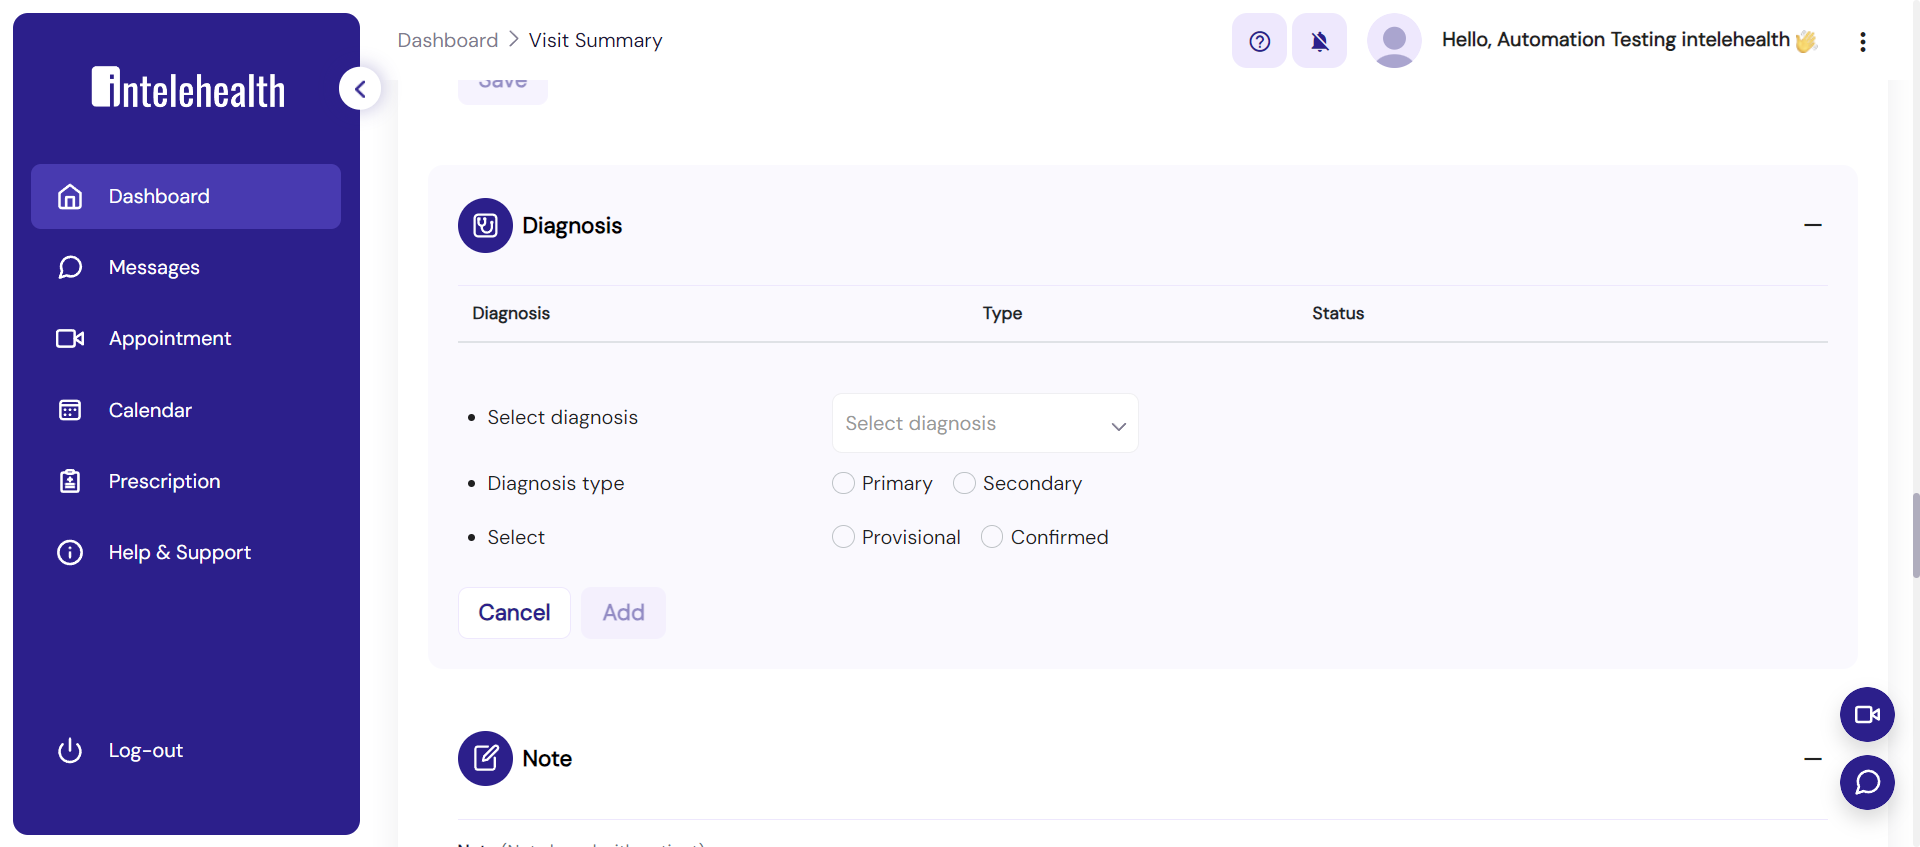 intelehealth
Dashboard
Messages
Appointment
Calendar
Prescription
Help & Support
Log-out
Dashboard > Visit Summary
Hello, Automation Testing intelehealth 👋
Save
Diagnosis
Diagnosis Type Status
• Select diagnosis Select diagnosis
• Diagnosis type Primary Secondary
• Select Provisional Confirmed
Cancel Add
Note